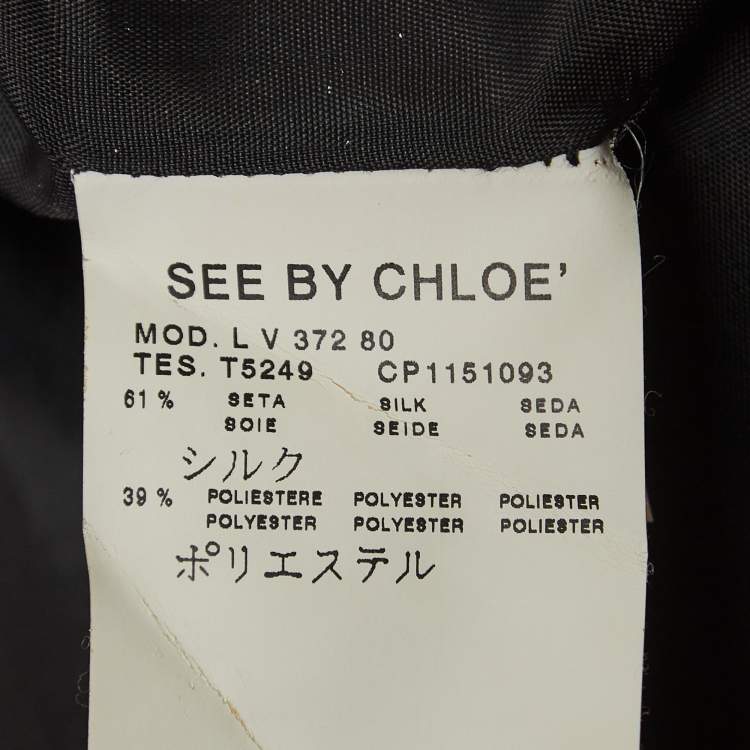 SEE BY CHLOE'
MOD. L V 372 80
TES. T5249 CP1151093
61 % SETA SILK SEDA
SOIE SEIDE SEDA
シルク
39 % POLIESTERE POLYESTER POLIESTER
POLYESTER POLYESTER POLYESTER
ポリエステル